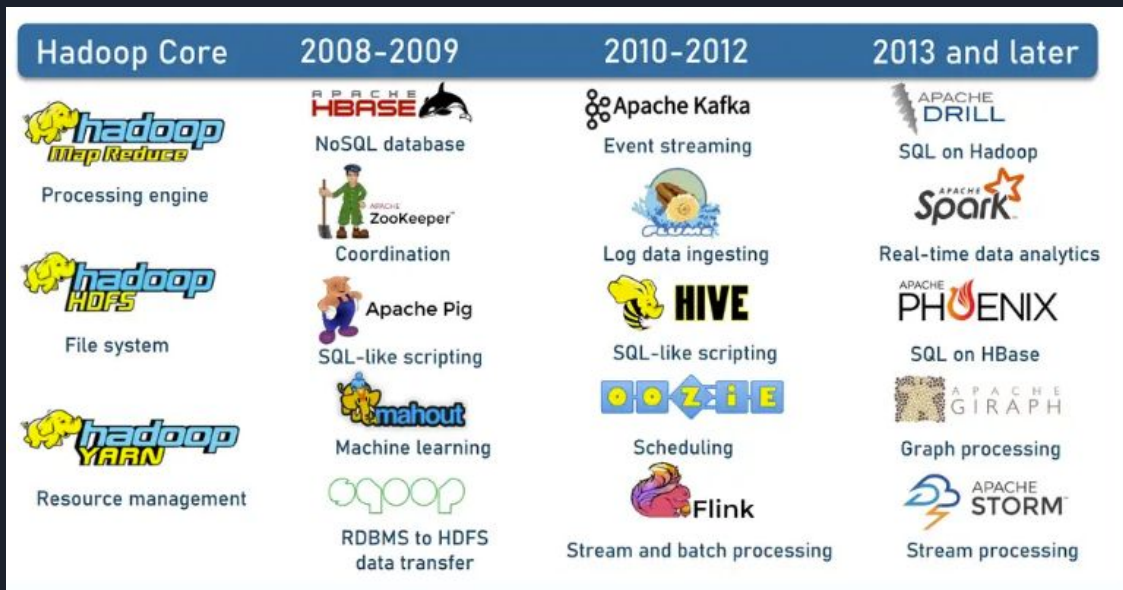 Hadoop Core
2008-2009
2010-2012
2013 and later
hadoop
Map Reduce
Processing engine
hadoop
HDFS
File system
hadoop
YARN
Resource management
APACHE
HBASE
NoSQL database
APACHE
ZooKeeper™
Coordination
Apache Pig
SQL-like scripting
mahout
Machine learning
sqoop
RDBMS to HDFS
data transfer
Apache Kafka
Event streaming
FLUME
Log data ingesting
HIVE
SQL-like scripting
OOZiE
Scheduling
Flink
Stream and batch processing
APACHE
DRILL
SQL on Hadoop
APACHE
Spark™
Real-time data analytics
APACHE
PHOENIX
SQL on HBase
APACHE
GIRAPH
Graph processing
APACHE
STORM™
Stream processing